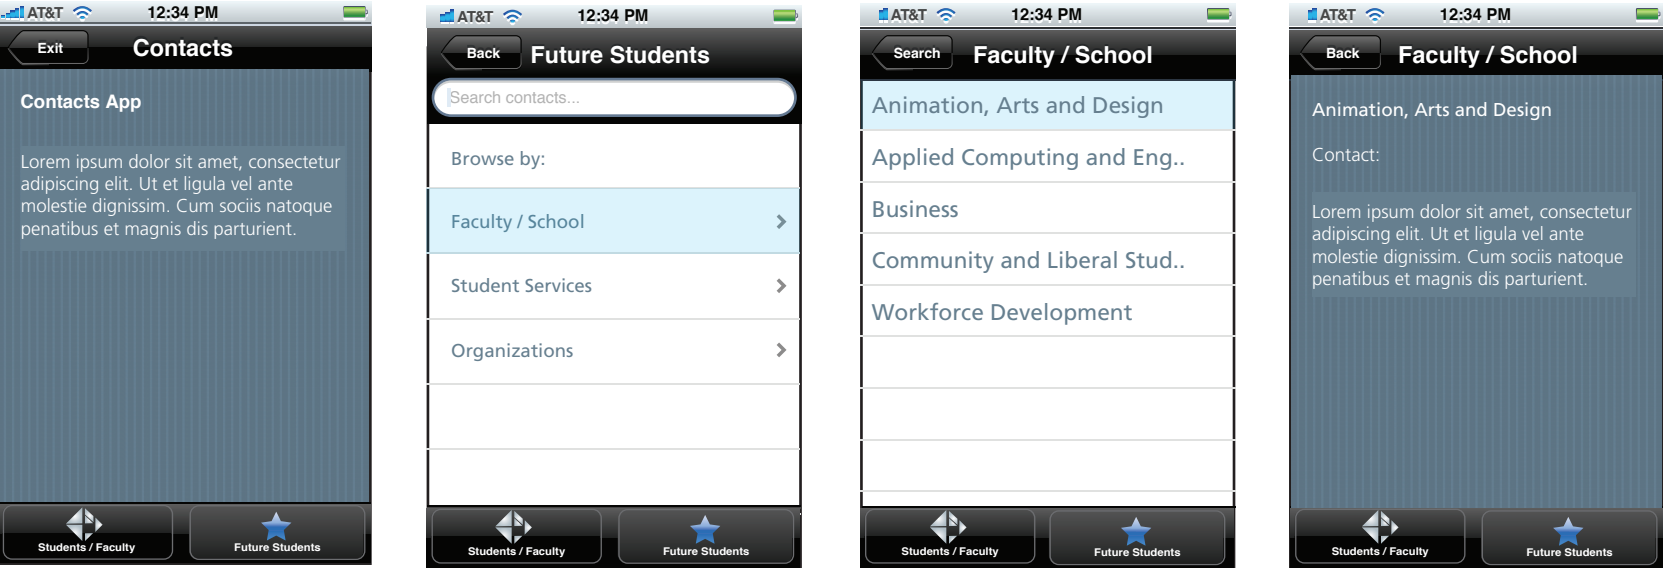 AT&T 12:34 PM
Exit Contacts
Contacts App
Lorem ipsum dolor sit amet, consectetur
adipiscing elit. Ut et ligula vel ante
molestie dignissim. Cum sociis natoque
penatibus et magnis dis parturient.
Students / Faculty Future Students
AT&T 12:34 PM
Back Future Students
Search contacts...
Browse by:
Faculty / School
Student Services
Organizations
Students / Faculty Future Students
AT&T 12:34 PM
Search Faculty / School
Animation, Arts and Design
Applied Computing and Eng..
Business
Community and Liberal Stud..
Workforce Development
Students / Faculty Future Students
AT&T 12:34 PM
Back Faculty / School
Animation, Arts and Design
Contact:
Lorem ipsum dolor sit amet, consectetur
adipiscing elit. Ut et ligula vel ante
molestie dignissim. Cum sociis natoque
penatibus et magnis dis parturient.
Students / Faculty Future Students